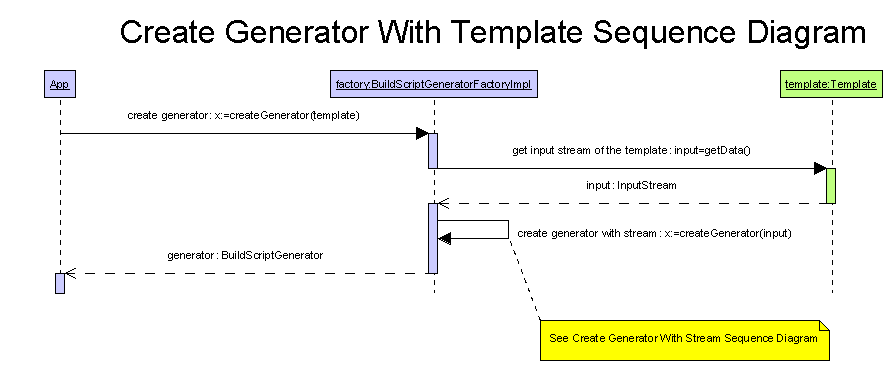 Create Generator With Template Sequence Diagram
App
factory:BuildScriptGeneratorFactoryImpl
template:Template
create generator: x:=createGenerator(template)
get input stream of the template : input=getData()
input : InputStream
create generator with stream : x:=createGenerator(input)
generator : BuildScriptGenerator
See Create Generator With Stream Sequence Diagram